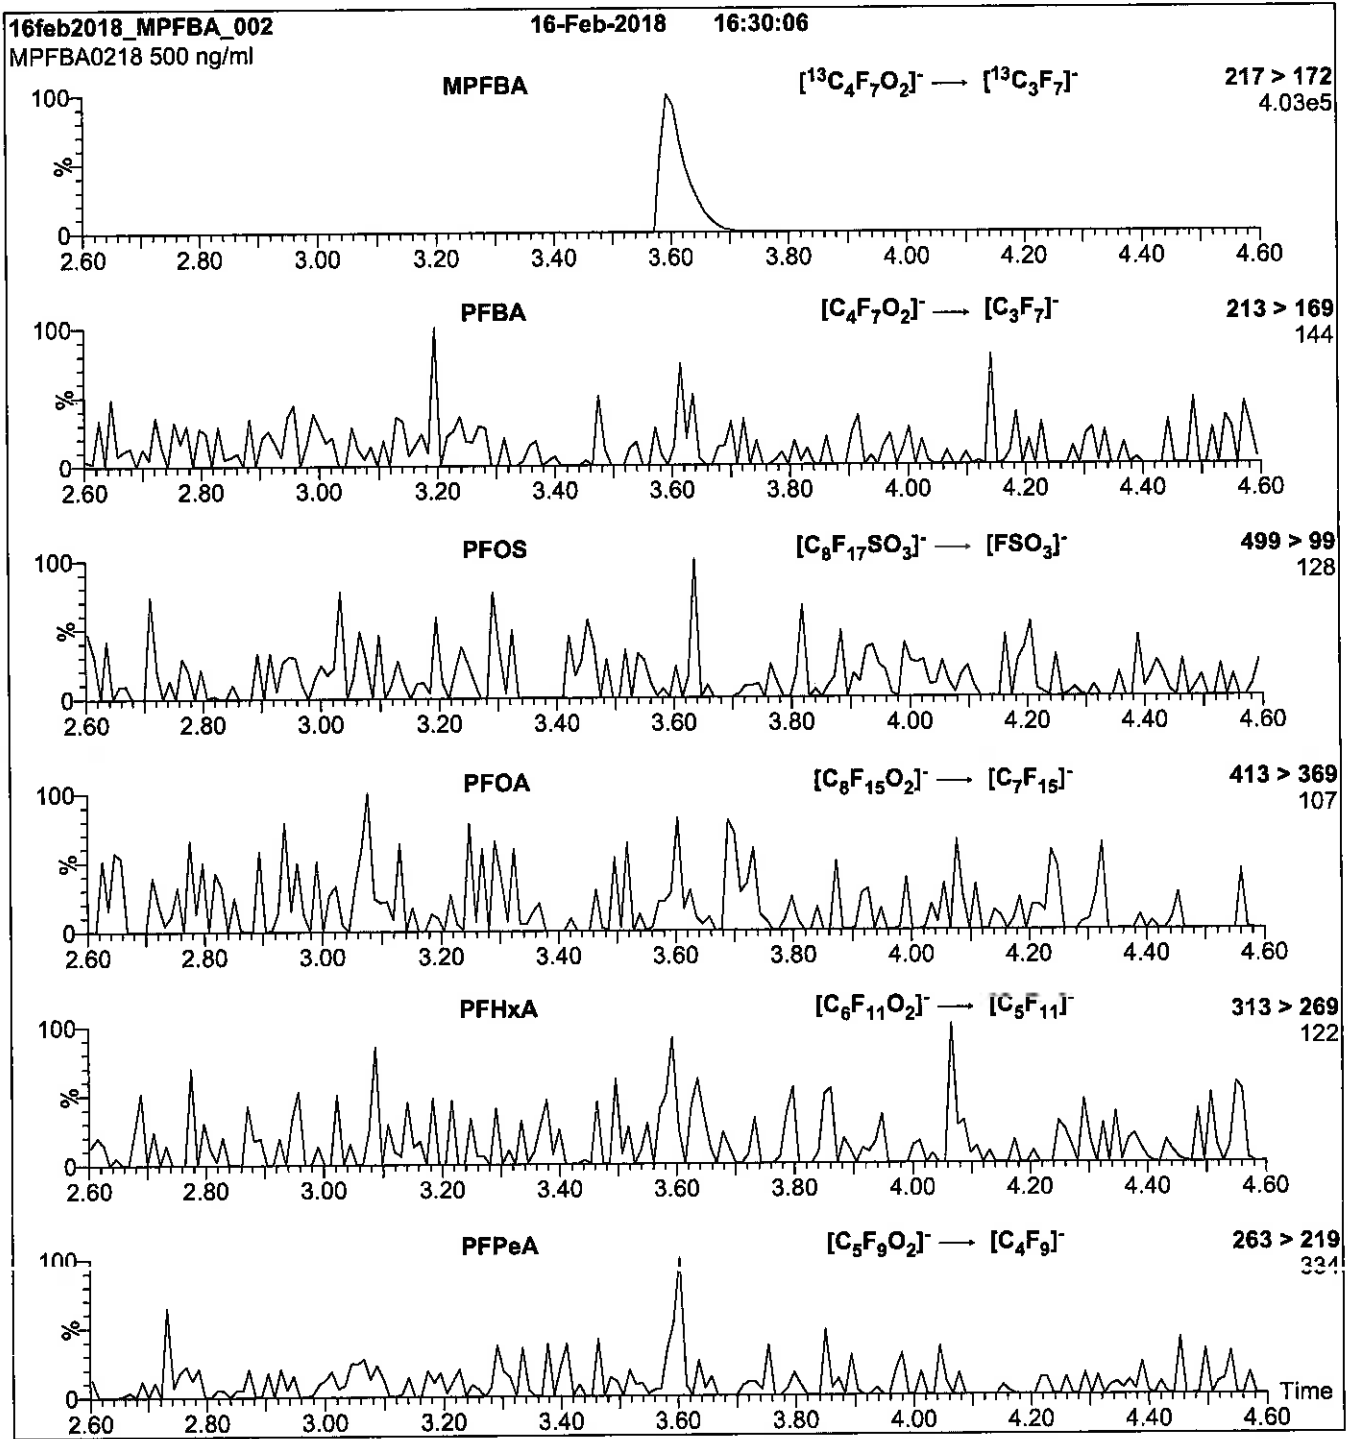 16feb2018_MPFBA_002 16-Feb-2018 16:30:06
MPFBA0218 500 ng/ml
MPFBA [¹³C₄F₇O₂]⁻ → [¹³C₃F₇]⁻ 217 > 172
4.03e5
100
%
0
2.60 2.80 3.00 3.20 3.40 3.60 3.80 4.00 4.20 4.40 4.60
PFBA [C₄F₇O₂]⁻ → [C₃F₇]⁻ 213 > 169
144
100
%
0
2.60 2.80 3.00 3.20 3.40 3.60 3.80 4.00 4.20 4.40 4.60
PFOS [C₈F₁₇SO₃]⁻ → [FSO₃]⁻ 499 > 99
128
100
%
0
2.60 2.80 3.00 3.20 3.40 3.60 3.80 4.00 4.20 4.40 4.60
PFOA [C₈F₁₅O₂]⁻ → [C₇F₁₅]⁻ 413 > 369
107
100
%
0
2.60 2.80 3.00 3.20 3.40 3.60 3.80 4.00 4.20 4.40 4.60
PFHxA [C₆F₁₁O₂]⁻ → [C₅F₁₁]⁻ 313 > 269
122
100
%
0
2.60 2.80 3.00 3.20 3.40 3.60 3.80 4.00 4.20 4.40 4.60
PFPeA [C₅F₉O₂]⁻ → [C₄F₉]⁻ 263 > 219
334
100
%
0
Time
2.60 2.80 3.00 3.20 3.40 3.60 3.80 4.00 4.20 4.40 4.60